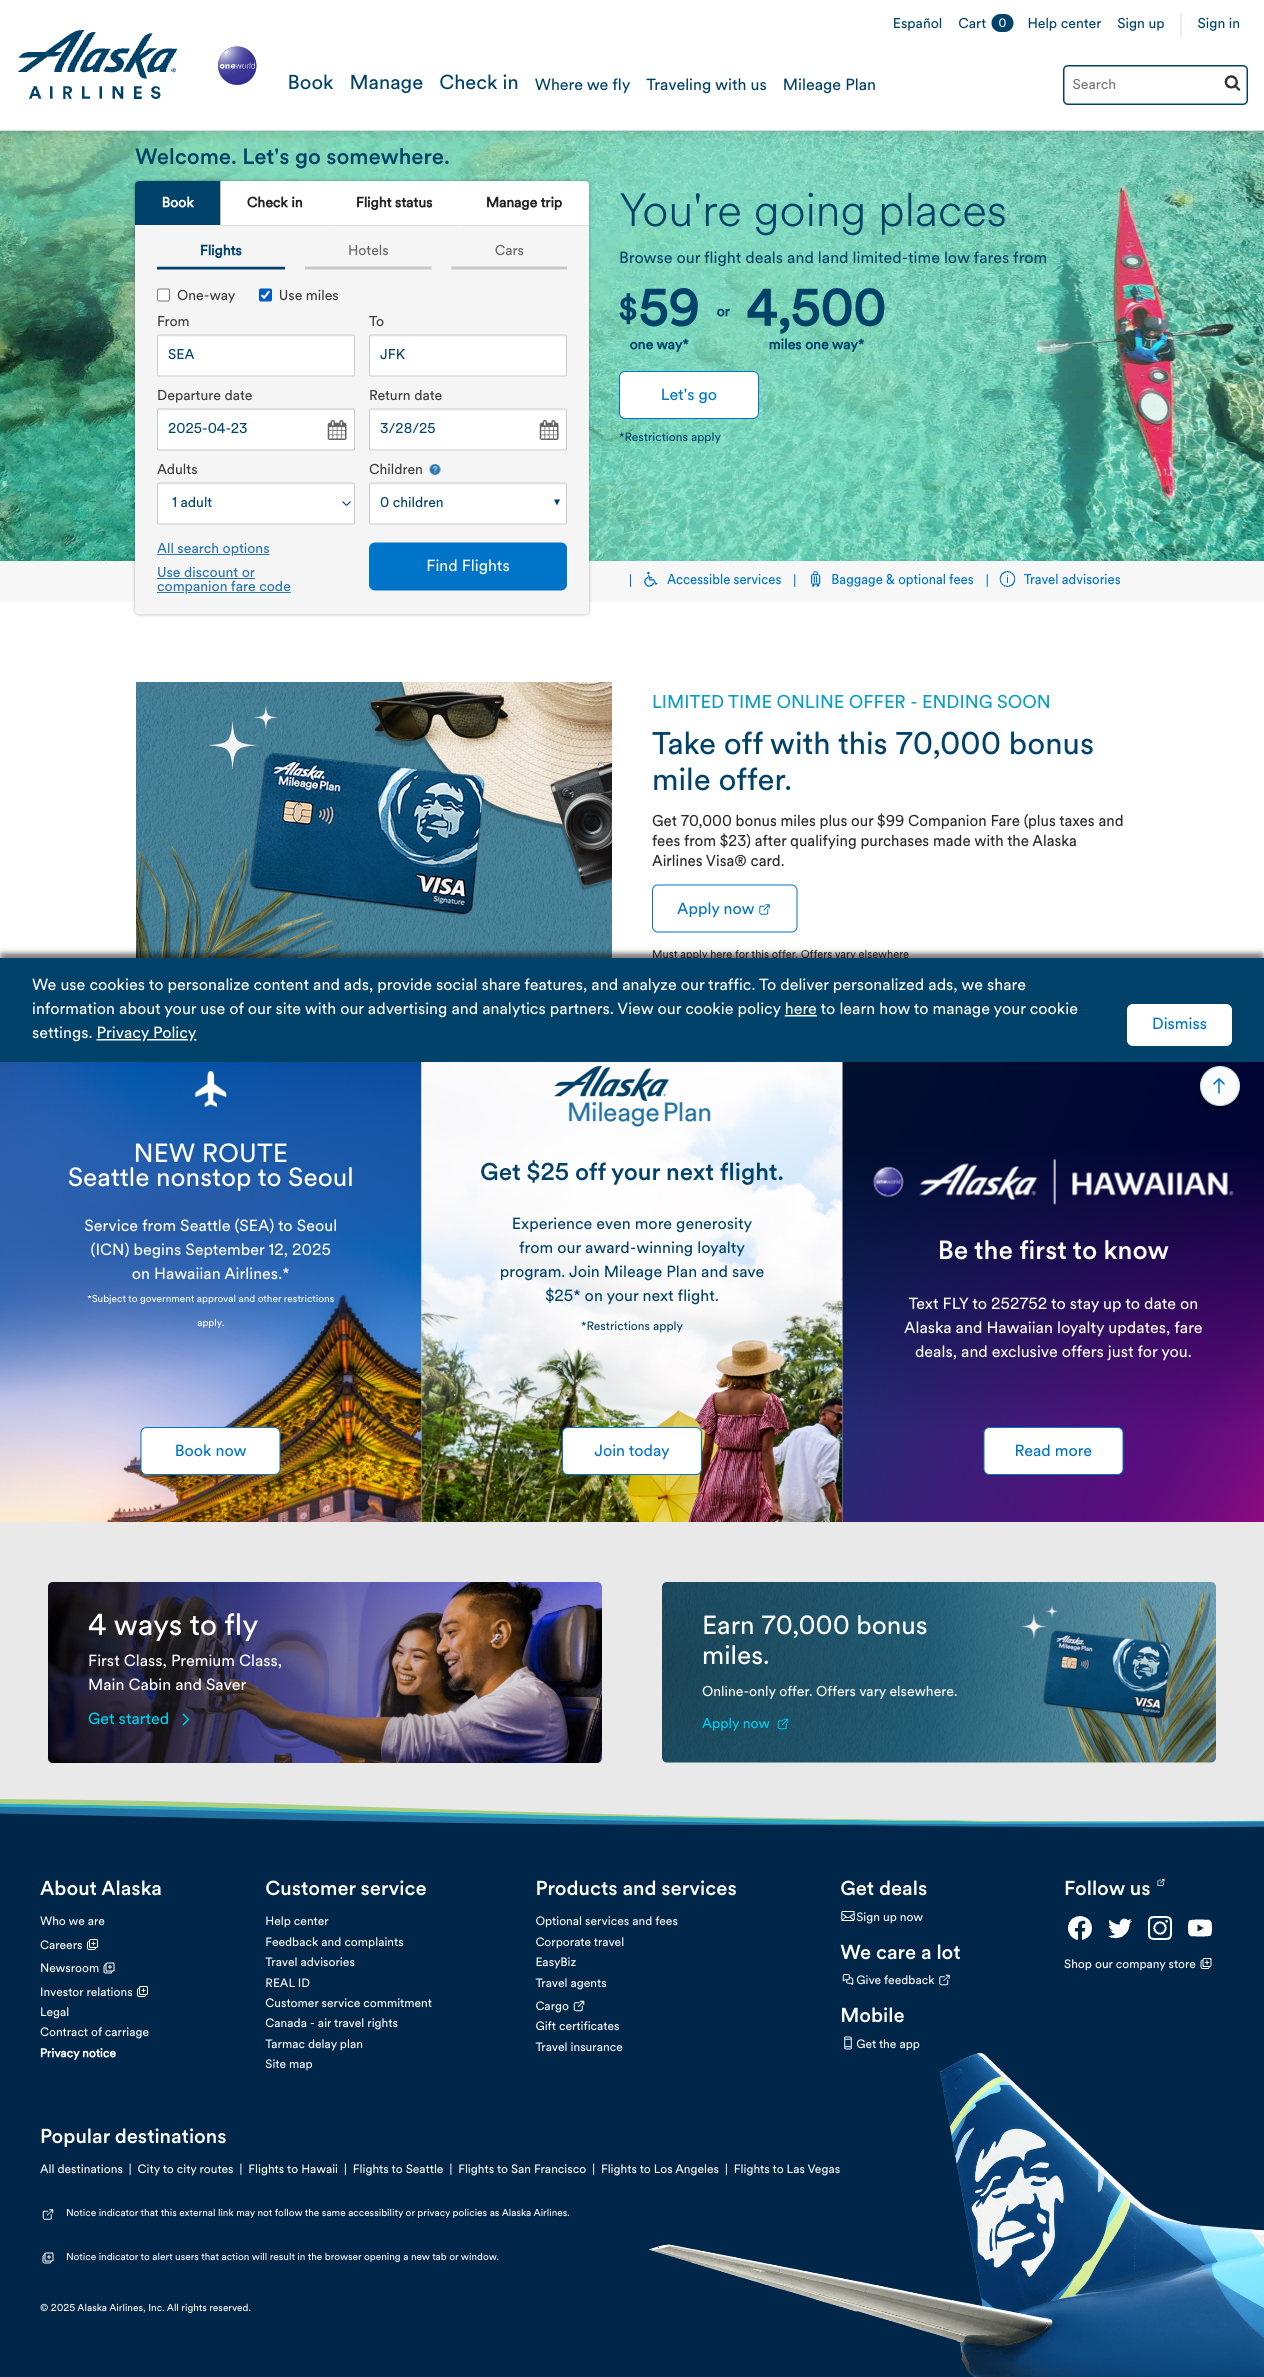 Español Cart 0 Help center Sign up Sign in
Alaska
AIRLINES
oneworld
Book Manage Check in Where we fly Traveling with us Mileage Plan
Search
Welcome. Let's go somewhere.
Book Check in Flight status Manage trip
Flights Hotels Cars
One-way Use miles
From To
SEA JFK
Departure date Return date
2025-04-23 3/28/25
Adults Children ?
1 adult 0 children
All search options
Use discount or
companion fare code
Find Flights
You're going places
Browse our flight deals and land limited-time low fares from
$59 or 4,500
one way* miles one way*
Let's go
*Restrictions apply
| Accessible services | Baggage & optional fees | Travel advisories
Alaska
Mileage Plan
VISA
Signature
LIMITED TIME ONLINE OFFER - ENDING SOON
Take off with this 70,000 bonus
mile offer.
Get 70,000 bonus miles plus our $99 Companion Fare (plus taxes and
fees from $23) after qualifying purchases made with the Alaska
Airlines Visa® card.
Apply now
Must apply here for this offer. Offers vary elsewhere
We use cookies to personalize content and ads, provide social share features, and analyze our traffic. To deliver personalized ads, we share
information about your use of our site with our advertising and analytics partners. View our cookie policy here to learn how to manage your cookie
settings. Privacy Policy
Dismiss
NEW ROUTE
Seattle nonstop to Seoul
Service from Seattle (SEA) to Seoul
(ICN) begins September 12, 2025
on Hawaiian Airlines.*
*Subject to government approval and other restrictions
apply.
Book now
Alaska
Mileage Plan
Get $25 off your next flight.
Experience even more generosity
from our award-winning loyalty
program. Join Mileage Plan and save
$25* on your next flight.
*Restrictions apply
Join today
oneworld Alaska | HAWAIIAN.
Be the first to know
Text FLY to 252752 to stay up to date on
Alaska and Hawaiian loyalty updates, fare
deals, and exclusive offers just for you.
Read more
4 ways to fly
First Class, Premium Class,
Main Cabin and Saver
Get started
Earn 70,000 bonus
miles.
Online-only offer. Offers vary elsewhere.
Apply now
Alaska
Mileage Plan
VISA
Signature
About Alaska
Who we are
Careers
Newsroom
Investor relations
Legal
Contract of carriage
Privacy notice
Customer service
Help center
Feedback and complaints
Travel advisories
REAL ID
Customer service commitment
Canada - air travel rights
Tarmac delay plan
Site map
Products and services
Optional services and fees
Corporate travel
EasyBiz
Travel agents
Cargo
Gift certificates
Travel insurance
Get deals
Sign up now
We care a lot
Give feedback
Mobile
Get the app
Follow us
Shop our company store
Popular destinations
All destinations | City to city routes | Flights to Hawaii | Flights to Seattle | Flights to San Francisco | Flights to Los Angeles | Flights to Las Vegas
Notice indicator that this external link may not follow the same accessibility or privacy policies as Alaska Airlines.
Notice indicator to alert users that action will result in the browser opening a new tab or window.
© 2025 Alaska Airlines, Inc. All rights reserved.